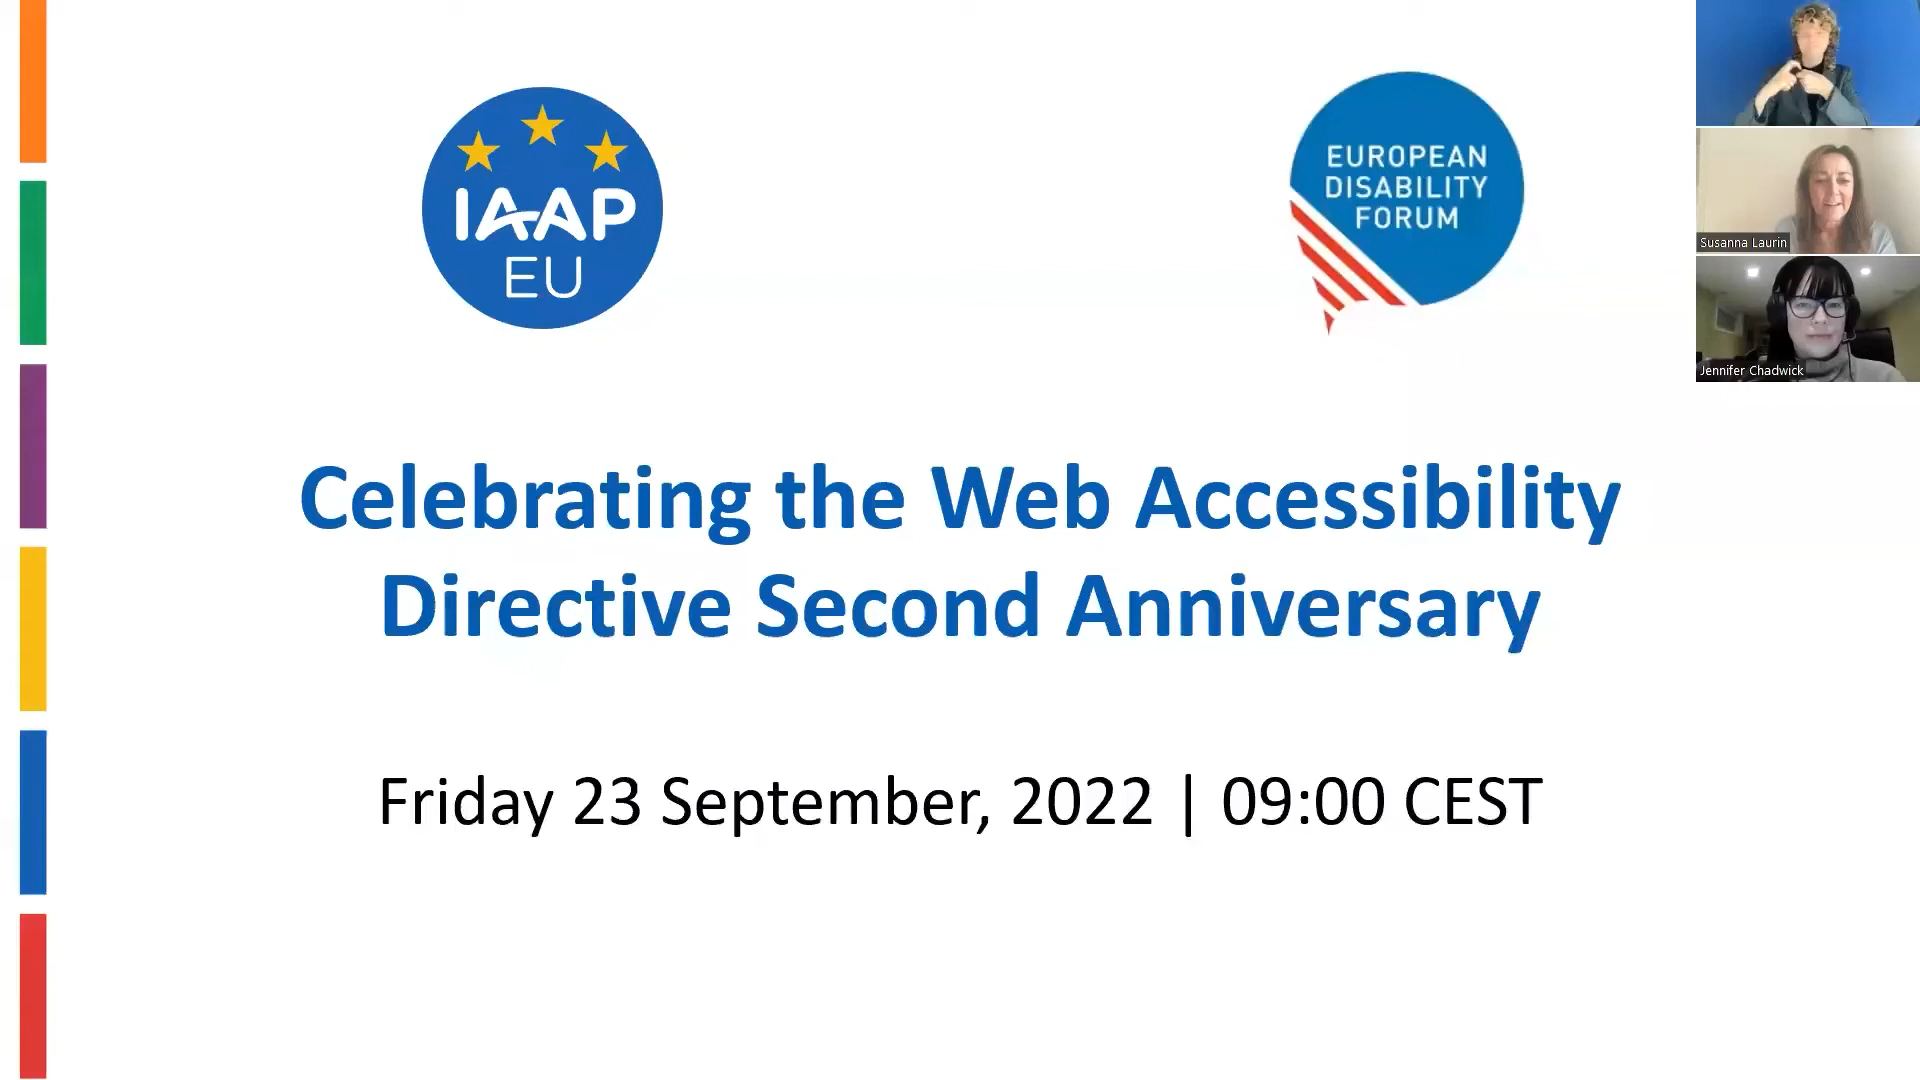 IAAP
EU
EUROPEAN
DISABILITY
FORUM
Susanna Laurin
Jennifer Chadwick
Celebrating the Web Accessibility
Directive Second Anniversary
Friday 23 September, 2022 | 09:00 CEST